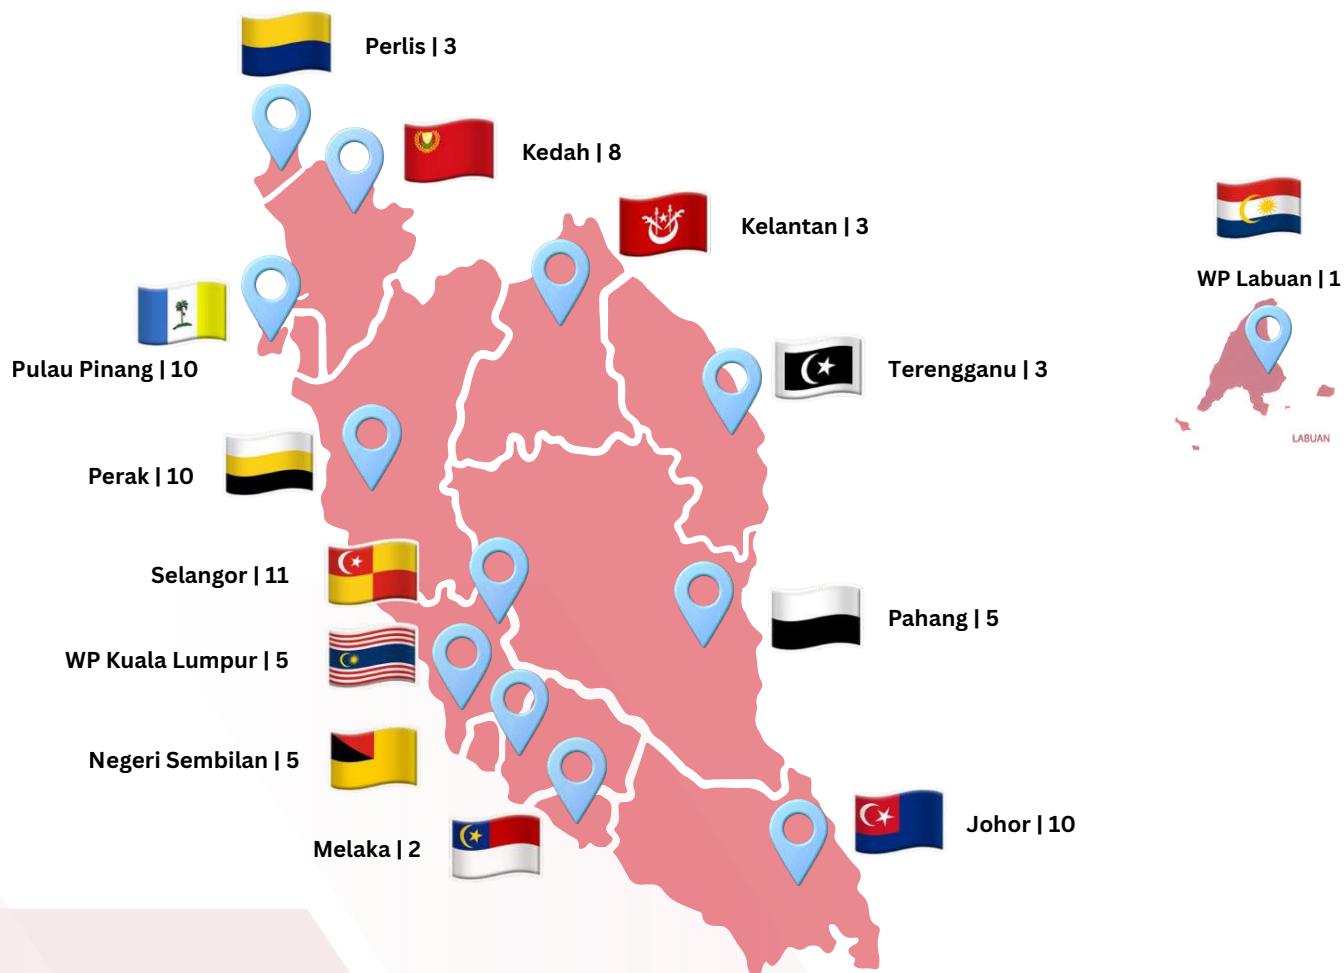 Perlis | 3
Kedah | 8
Kelantan | 3
WP Labuan | 1
Pulau Pinang | 10
Terengganu | 3
LABUAN
Perak | 10
Selangor | 11
Pahang | 5
WP Kuala Lumpur | 5
Negeri Sembilan | 5
Johor | 10
Melaka | 2